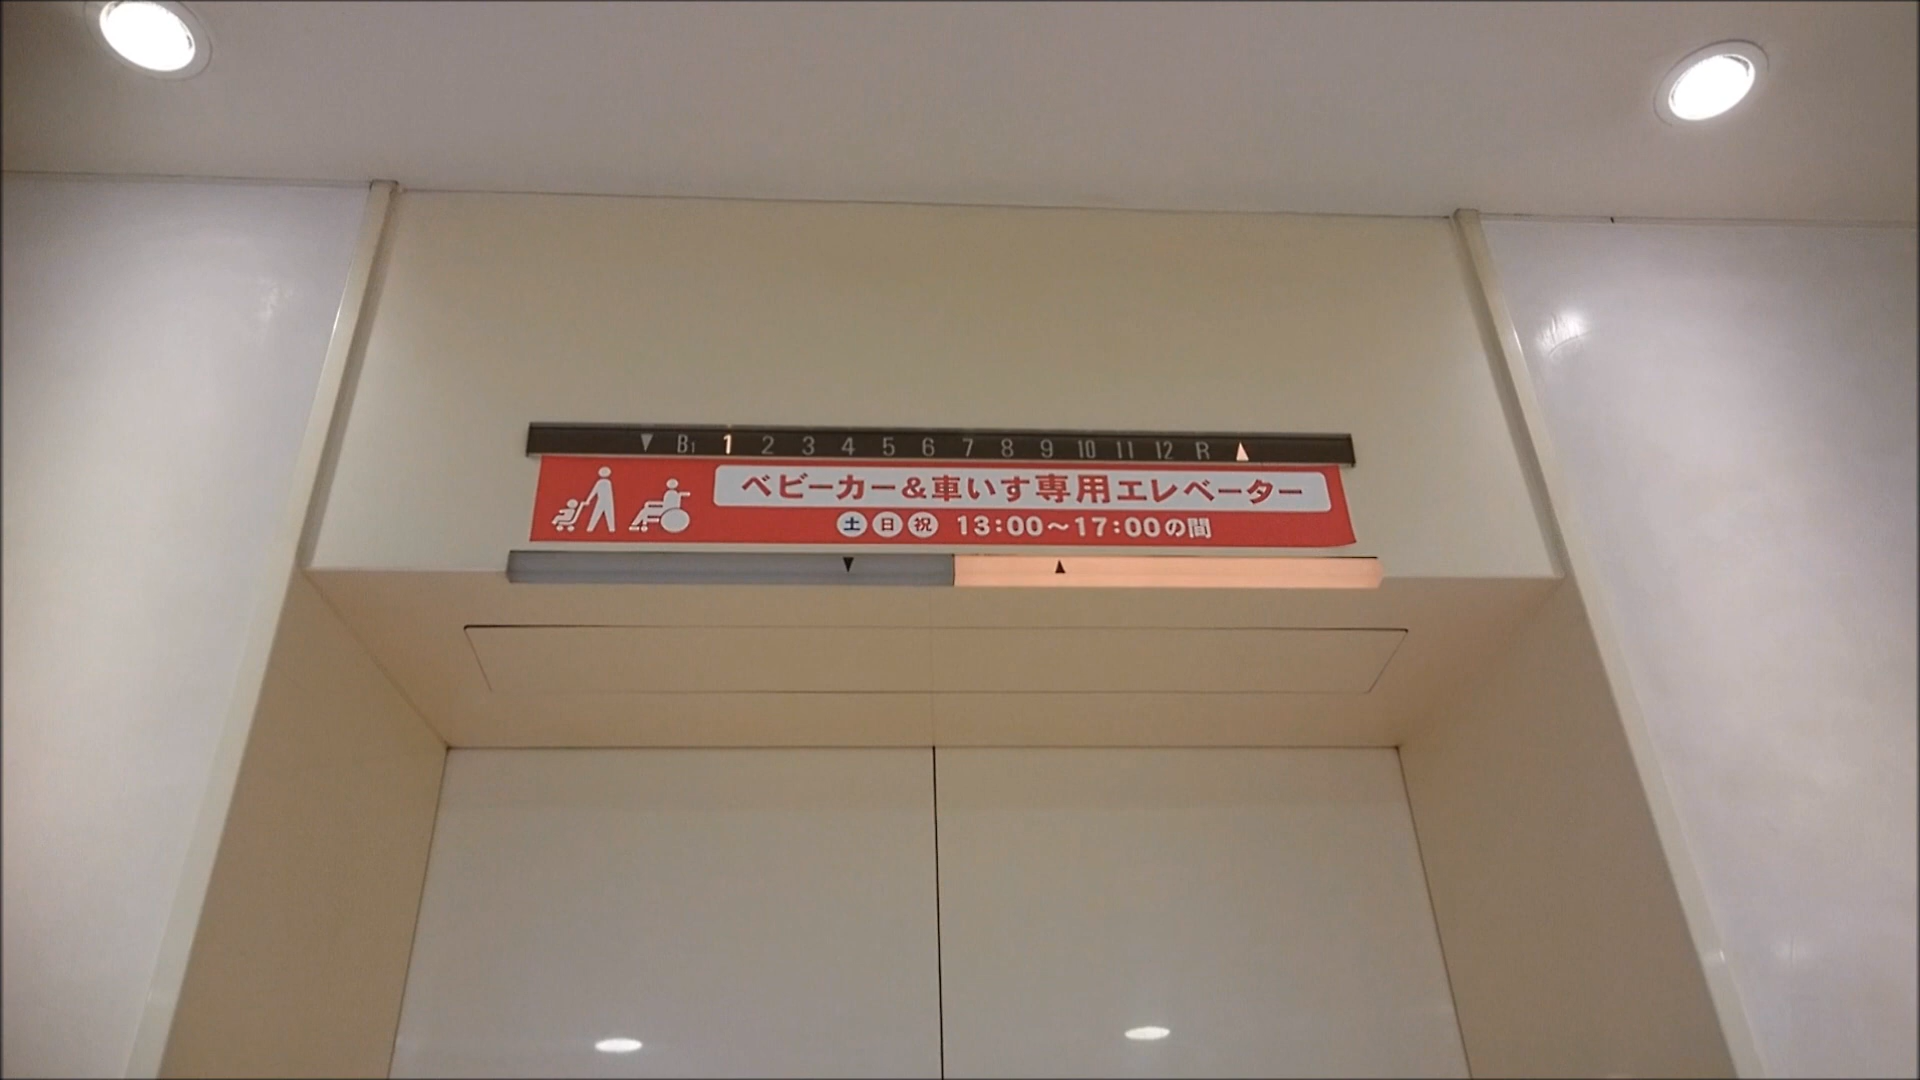 ▼ B1 1 2 3 4 5 6 7 8 9 10 11 12 R ▲
ベビーカー&車いす専用エレベーター
土 日 祝 13:00〜17:00の間
▼ ▲